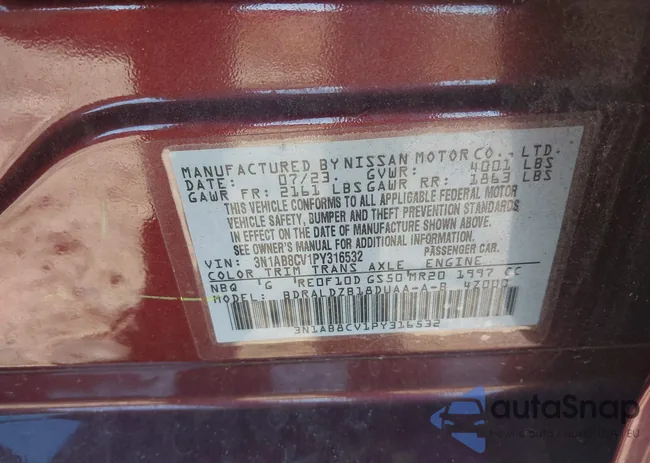 MANUFACTURED BY NISSAN MOTOR CO., LTD.
DATE: 07/23. GVWR: 4001 LBS
GAWR FR: 2161 LBS GAWR RR: 1863 LBS
THIS VEHICLE CONFORMS TO ALL APPLICABLE FEDERAL MOTOR
VEHICLE SAFETY, BUMPER AND THEFT PREVENTION STANDARDS
IN EFFECT ON THE DATE OF MANUFACTURE SHOWN ABOVE.
SEE OWNER'S MANUAL FOR ADDITIONAL INFORMATION
VIN: 3N1AB8CV1PY316532 PASSENGER CAR.
COLOR TRIM TRANS AXLE ENGINE
NBQ G RE0F10D GS50 MR20 1997 CC
MODEL: BDRALDZB18DUAA-A-B 47000
3N1AB8CV1PY316532
autaSnap